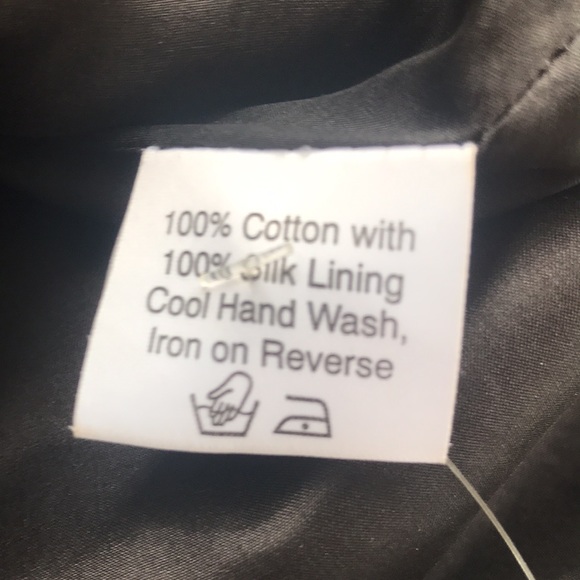 100% Cotton with
100% Silk Lining
Cool Hand Wash,
Iron on Reverse